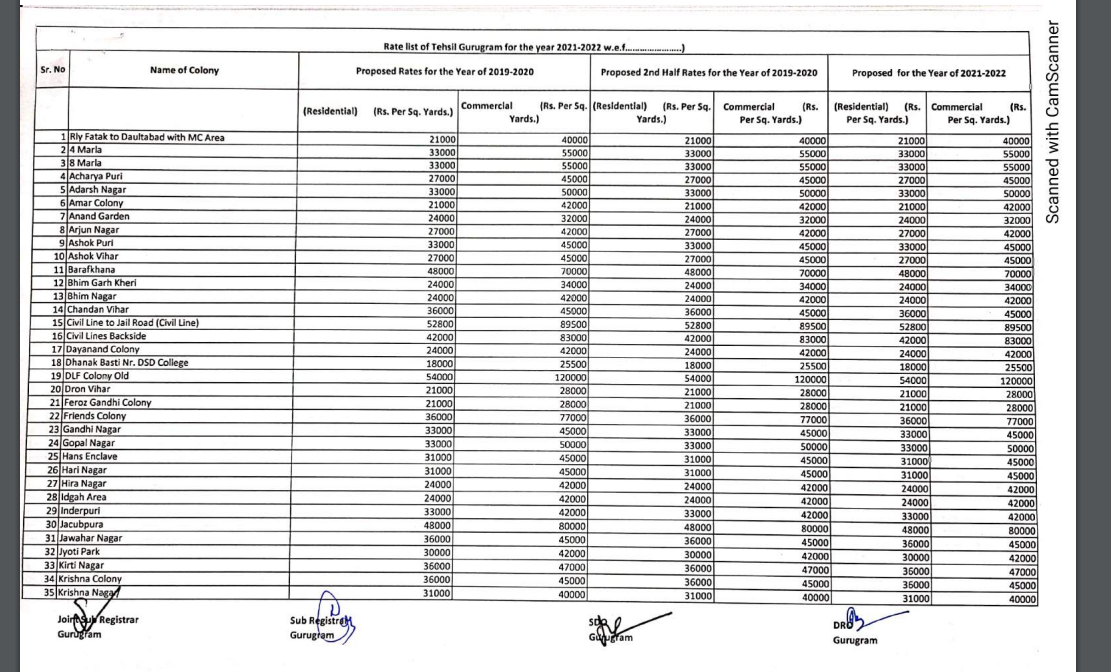 Rate list of Tehsil Gurugram for the year 2021-2022 w.e.f.......................)
Sr. No Name of Colony Proposed Rates for the Year of 2019-2020 Proposed 2nd Half Rates for the Year of 2019-2020 Proposed for the Year of 2021-2022
(Residential) (Rs. Per Sq. Yards.) Commercial (Rs. Per Sq. Yards.) (Residential) (Rs. Per Sq. Yards.) Commercial (Rs. Per Sq. Yards.) (Residential) (Rs. Per Sq. Yards.) Commercial (Rs. Per Sq. Yards.)
1 Rly Fatak to Daultabad with MC Area 21000 40000 21000 40000 21000 40000
2 4 Marla 33000 55000 33000 55000 33000 55000
3 8 Marla 33000 55000 33000 55000 33000 55000
4 Acharya Puri 27000 45000 27000 45000 27000 45000
5 Adarsh Nagar 33000 50000 33000 50000 33000 50000
6 Amar Colony 21000 42000 21000 42000 21000 42000
7 Anand Garden 24000 32000 24000 32000 24000 32000
8 Arjun Nagar 27000 42000 27000 42000 27000 42000
9 Ashok Puri 33000 45000 33000 45000 33000 45000
10 Ashok Vihar 27000 45000 27000 45000 27000 45000
11 Barafkhana 48000 70000 48000 70000 48000 70000
12 Bhim Garh Kheri 24000 34000 24000 34000 24000 34000
13 Bhim Nagar 24000 42000 24000 42000 24000 42000
14 Chandan Vihar 36000 45000 36000 45000 36000 45000
15 Civil Line to Jail Road (Civil Line) 52800 89500 52800 89500 52800 89500
16 Civil Lines Backside 42000 83000 42000 83000 42000 83000
17 Dayanand Colony 24000 42000 24000 42000 24000 42000
18 Dhanak Basti Nr. DSD College 18000 25500 18000 25500 18000 25500
19 DLF Colony Old 54000 120000 54000 120000 54000 120000
20 Dron Vihar 21000 28000 21000 28000 21000 28000
21 Feroz Gandhi Colony 21000 28000 21000 28000 21000 28000
22 Friends Colony 36000 77000 36000 77000 36000 77000
23 Gandhi Nagar 33000 45000 33000 45000 33000 45000
24 Gopal Nagar 33000 50000 33000 50000 33000 50000
25 Hans Enclave 31000 45000 31000 45000 31000 45000
26 Hari Nagar 31000 45000 31000 45000 31000 45000
27 Hira Nagar 24000 42000 24000 42000 24000 42000
28 Idgah Area 24000 42000 24000 42000 24000 42000
29 Inderpuri 33000 42000 33000 42000 33000 42000
30 Jacubpura 48000 80000 48000 80000 48000 80000
31 Jawahar Nagar 36000 45000 36000 45000 36000 45000
32 Jyoti Park 30000 42000 30000 42000 30000 42000
33 Kirti Nagar 36000 47000 36000 47000 36000 47000
34 Krishna Colony 36000 45000 36000 45000 36000 45000
35 Krishna Nagar 31000 40000 31000 40000 31000 40000
Joint Sub Registrar Sub Registrar DRO
Gurugram Gurugram Gurugram Gurugram
Scanned with CamScanner